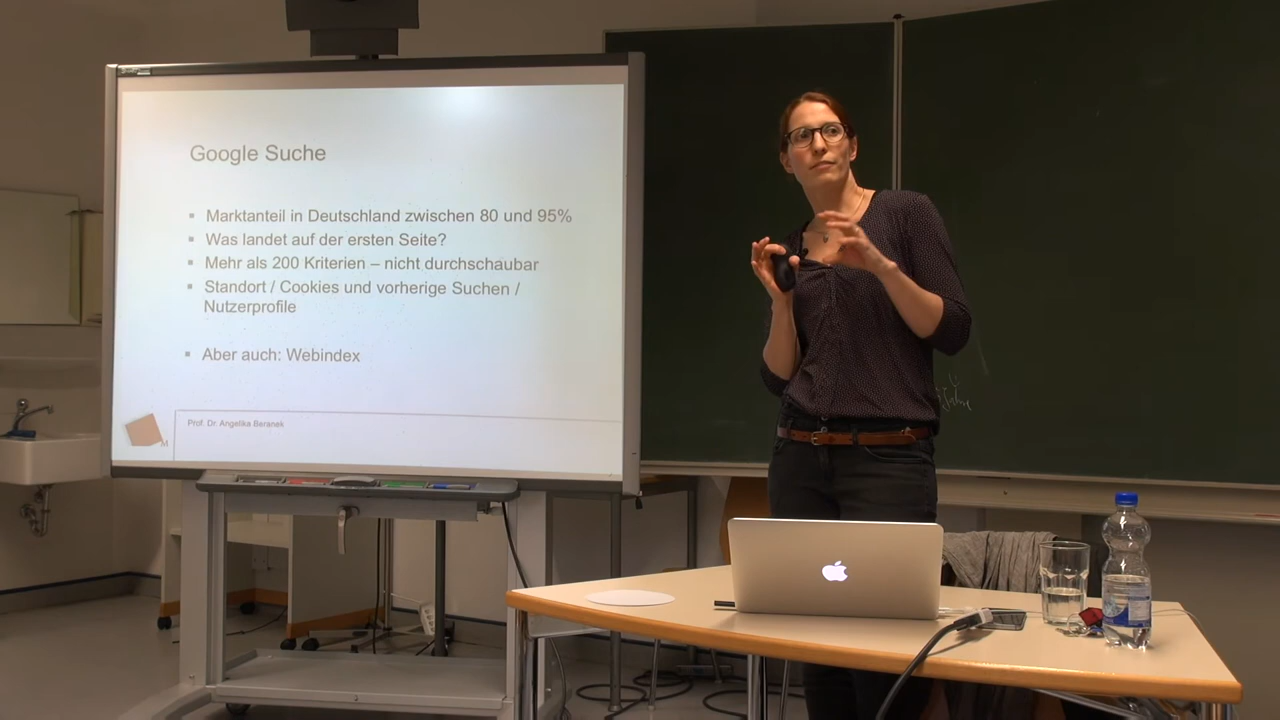 Google Suche
▪ Marktanteil in Deutschland zwischen 80 und 95%
▪ Was landet auf der ersten Seite?
▪ Mehr als 200 Kriterien – nicht durchschaubar
▪ Standort / Cookies und vorherige Suchen /
Nutzerprofile
▪ Aber auch: Webindex
Prof. Dr. Angelika Beranek
M